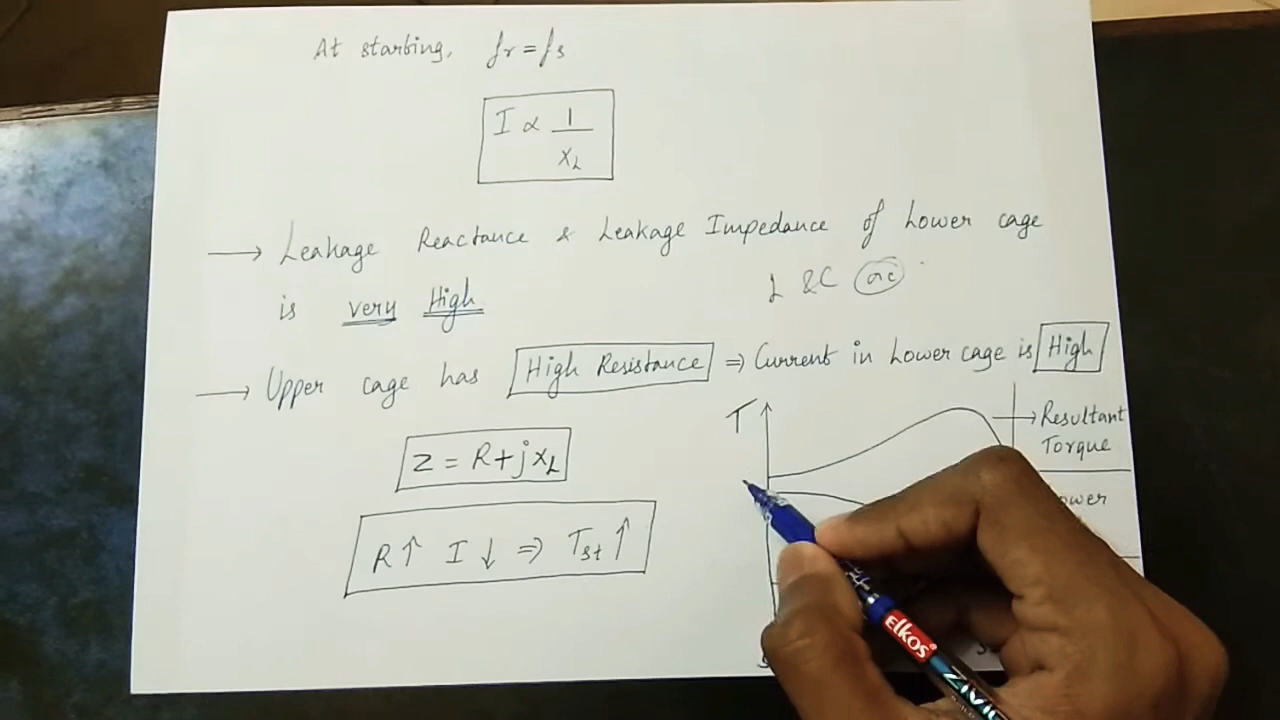 At starting, fr = fs
I ∝ 1/XL
→ Leakage Reactance & Leakage Impedance of Lower cage
is very High
L & C
→ Upper cage has High Resistance ⇒ Current in Lower cage is High
Z = R+jXL
R↑ I↓ ⇒ Tst↑
T
Resultant
Torque
elkos